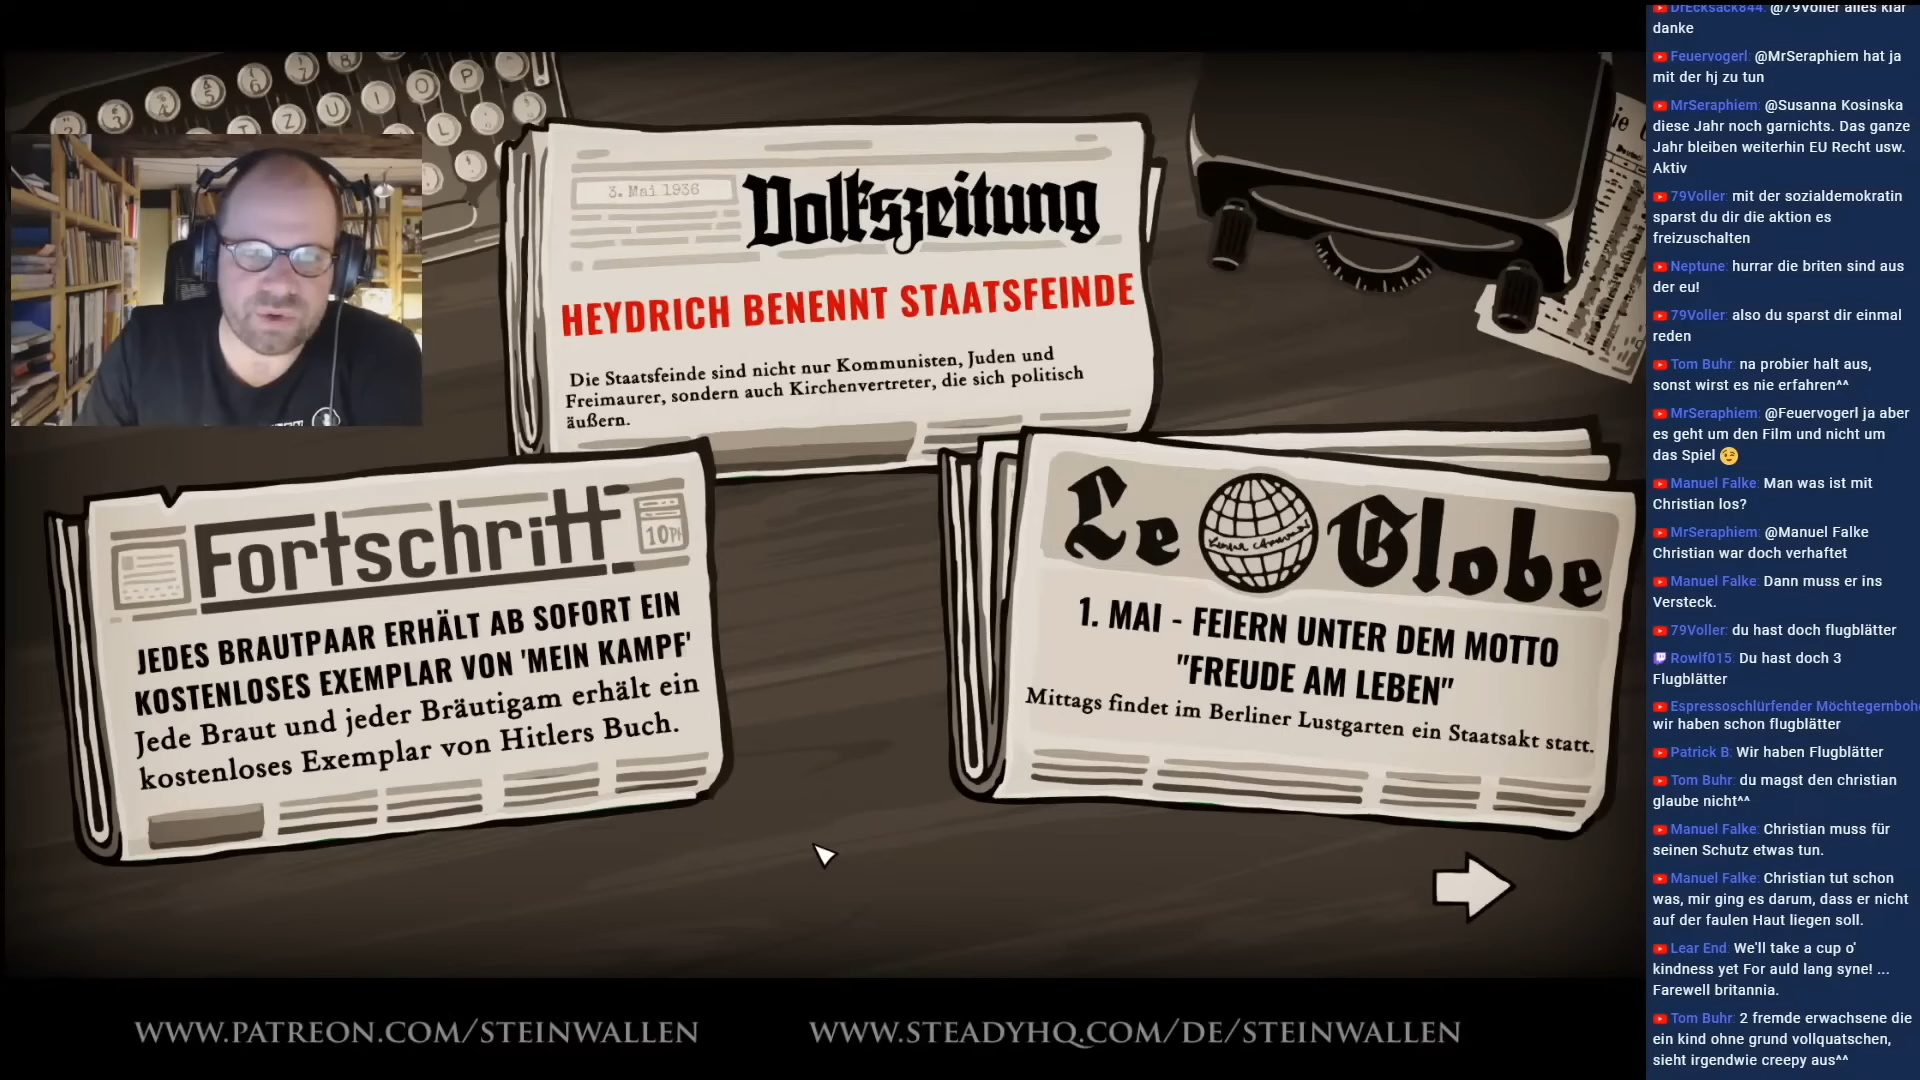 3. Mai 1936
Volkszeitung
HEYDRICH BENENNT STAATSFEINDE
Die Staatsfeinde sind nicht nur Kommunisten, Juden und
Freimaurer, sondern auch Kirchenvertreter, die sich politisch
äußern.
Fortschritt
10Pf
JEDES BRAUTPAAR ERHÄLT AB SOFORT EIN
KOSTENLOSES EXEMPLAR VON 'MEIN KAMPF'
Jede Braut und jeder Bräutigam erhält ein
kostenloses Exemplar von Hitlers Buch.
Le Globe
1. MAI - FEIERN UNTER DEM MOTTO
"FREUDE AM LEBEN"
Mittags findet im Berliner Lustgarten ein Staatsakt statt.
WWW.PATREON.COM/STEINWALLEN
WWW.STEADYHQ.COM/DE/STEINWALLEN
DrEcksack844: @79Voller alles klar
danke
Feuervogerl: @MrSeraphiem hat ja
mit der hj zu tun
MrSeraphiem: @Susanna Kosinska
diese Jahr noch garnichts. Das ganze
Jahr bleiben weiterhin EU Recht usw.
Aktiv
79Voller: mit der sozialdemokratin
sparst du dir die aktion es
freizuschalten
Neptune: hurrar die briten sind aus
der eu!
79Voller: also du sparst dir einmal
reden
Tom Buhr: na probier halt aus,
sonst wirst es nie erfahren^^
MrSeraphiem: @Feuervogerl ja aber
es geht um den Film und nicht um
das Spiel 😉
Manuel Falke: Man was ist mit
Christian los?
MrSeraphiem: @Manuel Falke
Christian war doch verhaftet
Manuel Falke: Dann muss er ins
Versteck.
79Voller: du hast doch flugblätter
Rowlf015: Du hast doch 3
Flugblätter
Espressoschlürfender Möchtegernbohe
wir haben schon flugblätter
Patrick B: Wir haben Flugblätter
Tom Buhr: du magst den christian
glaube nicht^^
Manuel Falke: Christian muss für
seinen Schutz etwas tun.
Manuel Falke: Christian tut schon
was, mir ging es darum, dass er nicht
auf der faulen Haut liegen soll.
Lear End: We'll take a cup o'
kindness yet For auld lang syne! ...
Farewell britannia.
Tom Buhr: 2 fremde erwachsene die
ein kind ohne grund vollquatschen,
sieht irgendwie creepy aus^^